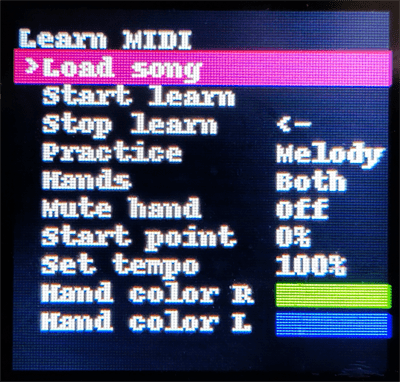 Learn MIDI
>Load song
Start learn
Stop learn <-
Practice Melody
Hands Both
Mute hand Off
Start point 0%
Set tempo 100%
Hand color R
Hand color L